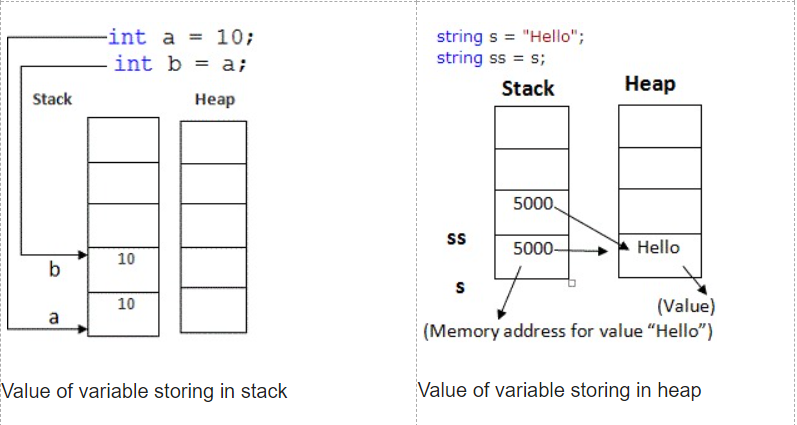 int a = 10;
int b = a;
Stack
Heap
10
b
10
a
Value of variable storing in stack
string s = "Hello";
string ss = s;
Stack
Heap
5000
ss
5000
Hello
s
(Value)
(Memory address for value “Hello”)
Value of variable storing in heap